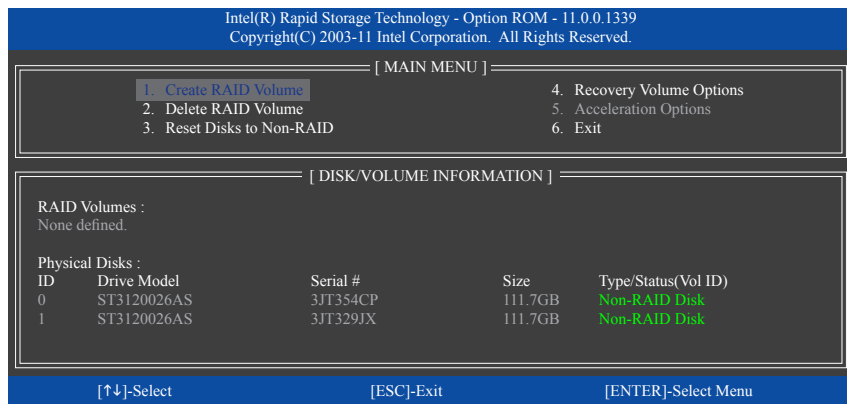 Intel(R) Rapid Storage Technology - Option ROM - 11.0.0.1339
Copyright(C) 2003-11 Intel Corporation.  All Rights Reserved.
[ MAIN MENU ]
1. Create RAID Volume
2. Delete RAID Volume
3. Reset Disks to Non-RAID
4. Recovery Volume Options
5. Acceleration Options
6. Exit
[ DISK/VOLUME INFORMATION ]
RAID Volumes :
None defined.
Physical Disks :
ID Drive Model Serial # Size Type/Status(Vol ID)
0 ST3120026AS 3JT354CP 111.7GB Non-RAID Disk
1 ST3120026AS 3JT329JX 111.7GB Non-RAID Disk
[↑↓]-Select [ESC]-Exit [ENTER]-Select Menu